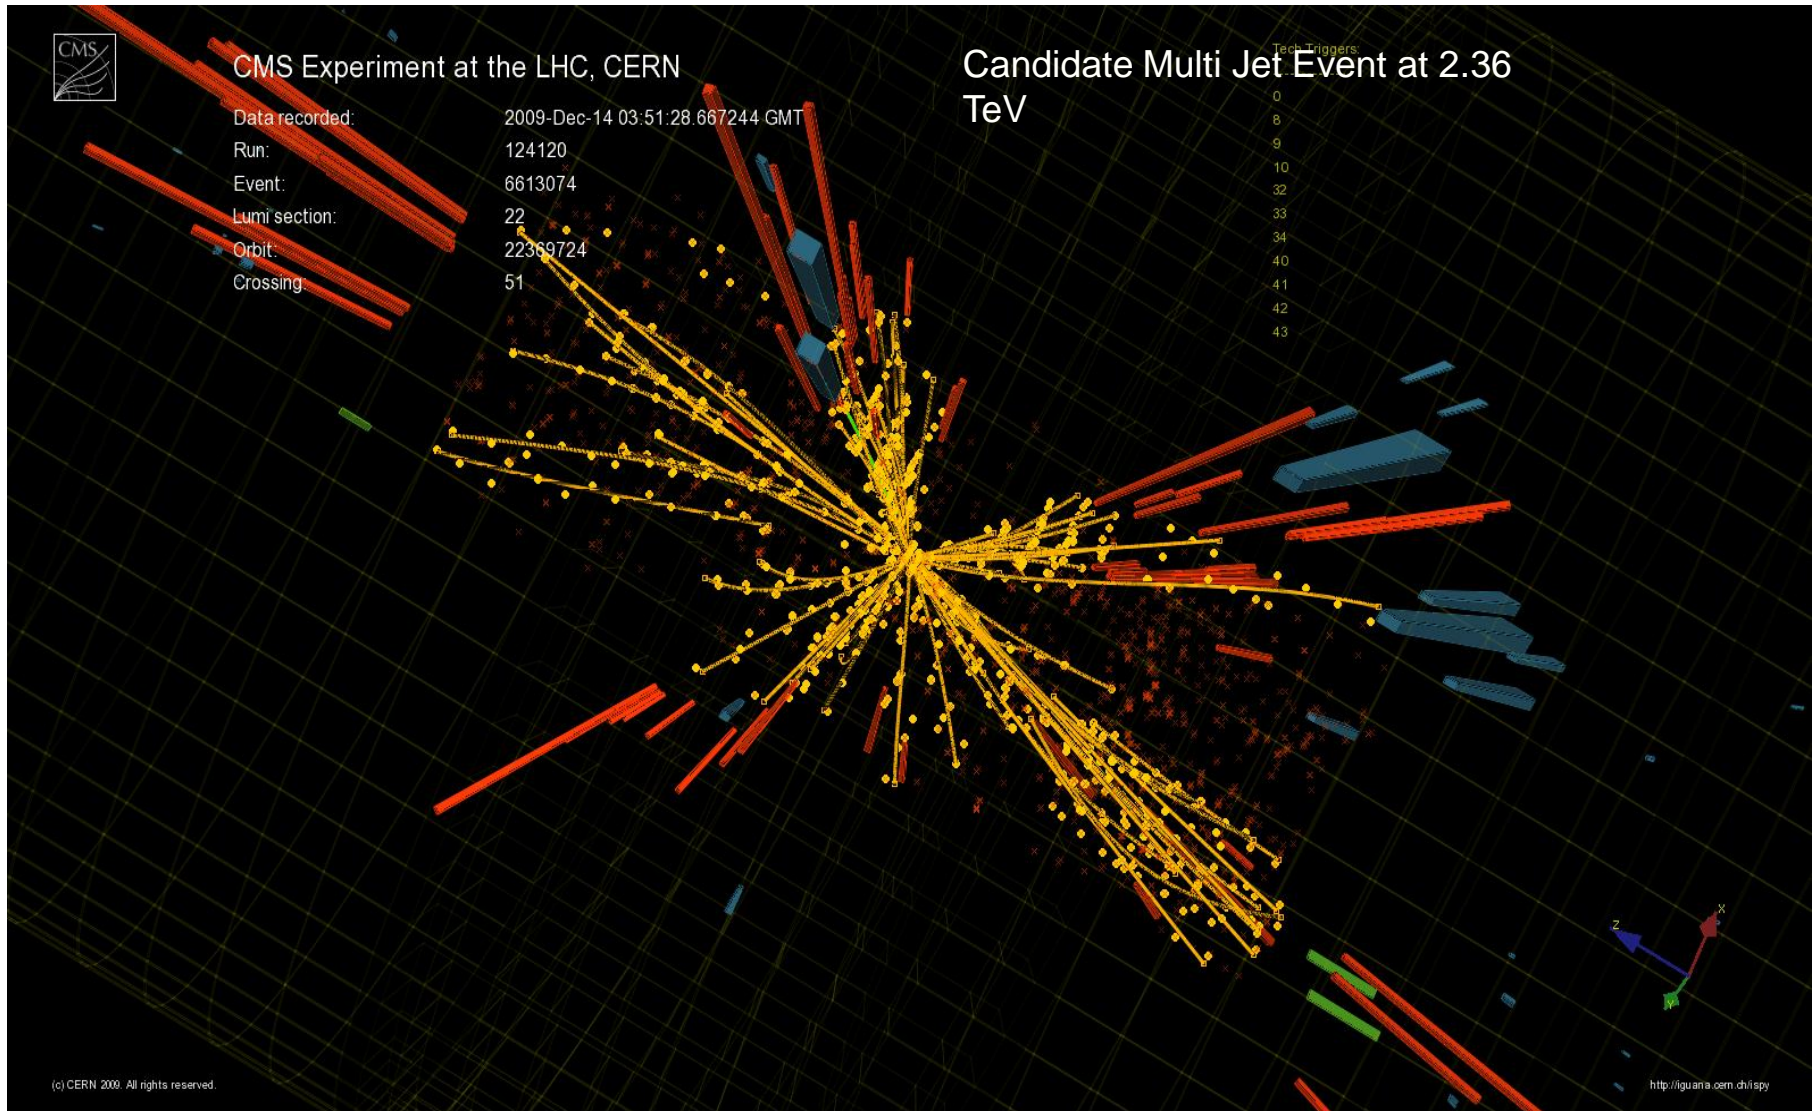 CMS
CMS Experiment at the LHC, CERN
Data recorded: 2009-Dec-14 03:51:28.667244 GMT
Run: 124120
Event: 6613074
Lumi section: 22
Orbit: 22369724
Crossing: 51
Candidate Multi Jet Event at 2.36
TeV
Tech Triggers:
0
8
9
10
32
33
34
40
41
42
43
X
Z
Y
(c) CERN 2009. All rights reserved.
http://iguana.cern.ch/ispy